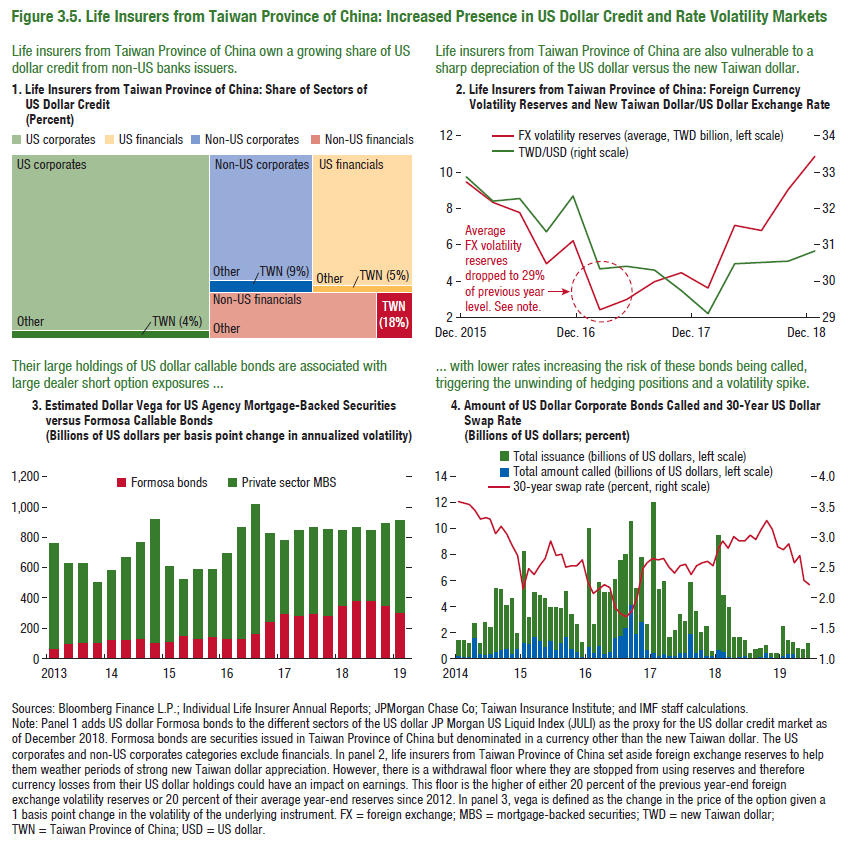 Figure 3.5. Life Insurers from Taiwan Province of China: Increased Presence in US Dollar Credit and Rate Volatility Markets
Life insurers from Taiwan Province of China own a growing share of US
dollar credit from non-US banks issuers.
1. Life Insurers from Taiwan Province of China: Share of Sectors of
US Dollar Credit
(Percent)
US corporates
US financials
Non-US corporates
Non-US financials
US corporates
Non-US corporates
US financials
Other
TWN (9%)
Other
TWN (5%)
Non-US financials
TWN
(18%)
Other
TWN (4%)
Other
Life insurers from Taiwan Province of China are also vulnerable to a
sharp depreciation of the US dollar versus the new Taiwan dollar.
2. Life Insurers from Taiwan Province of China: Foreign Currency
Volatility Reserves and New Taiwan Dollar/US Dollar Exchange Rate
FX volatility reserves (average, TWD billion, left scale)
TWD/USD (right scale)
12
10
8
6
4
2
34
33
32
31
30
29
Average
FX volatility
reserves
dropped to 29%
of previous year
level. See note.
Dec. 2015
Dec. 16
Dec. 17
Dec. 18
Their large holdings of US dollar callable bonds are associated with
large dealer short option exposures ...
3. Estimated Dollar Vega for US Agency Mortgage-Backed Securities
versus Formosa Callable Bonds
(Billions of US dollars per basis point change in annualized volatility)
Formosa bonds
Private sector MBS
1,200
1,000
800
600
400
200
0
2013
14
15
16
17
18
19
... with lower rates increasing the risk of these bonds being called,
triggering the unwinding of hedging positions and a volatility spike.
4. Amount of US Dollar Corporate Bonds Called and 30-Year US Dollar
Swap Rate
(Billions of US dollars; percent)
Total issuance (billions of US dollars, left scale)
Total amount called (billions of US dollars, left scale)
30-year swap rate (percent, right scale)
14
12
10
8
6
4
2
0
4.0
3.5
3.0
2.5
2.0
1.5
1.0
2014
15
16
17
18
19
Sources: Bloomberg Finance L.P.; Individual Life Insurer Annual Reports; JPMorgan Chase Co; Taiwan Insurance Institute; and IMF staff calculations.
Note: Panel 1 adds US dollar Formosa bonds to the different sectors of the US dollar JP Morgan US Liquid Index (JULI) as the proxy for the US dollar credit market as
of December 2018. Formosa bonds are securities issued in Taiwan Province of China but denominated in a currency other than the new Taiwan dollar. The US
corporates and non-US corporates categories exclude financials. In panel 2, life insurers from Taiwan Province of China set aside foreign exchange reserves to help
them weather periods of strong new Taiwan dollar appreciation. However, there is a withdrawal floor where they are stopped from using reserves and therefore
currency losses from their US dollar holdings could have an impact on earnings. This floor is the higher of either 20 percent of the previous year-end foreign
exchange volatility reserves or 20 percent of their average year-end reserves since 2012. In panel 3, vega is defined as the change in the price of the option given a
1 basis point change in the volatility of the underlying instrument. FX = foreign exchange; MBS = mortgage-backed securities; TWD = new Taiwan dollar;
TWN = Taiwan Province of China; USD = US dollar.